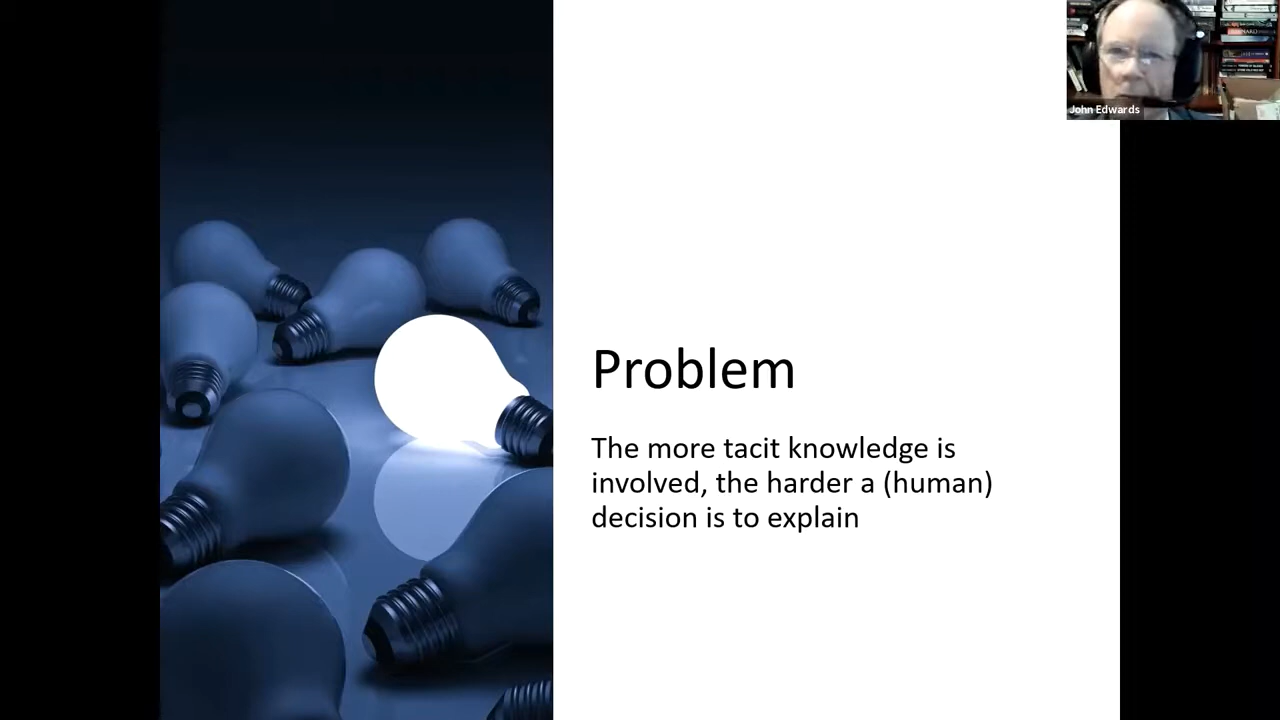 John Edwards
Problem
The more tacit knowledge is
involved, the harder a (human)
decision is to explain